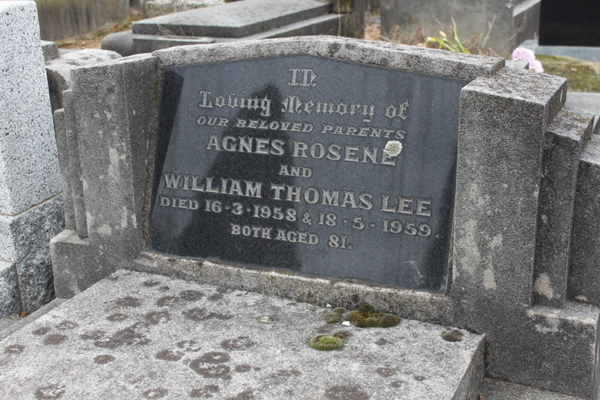 In
Loving Memory of
OUR BELOVED PARENTS
AGNES ROSENE
AND
WILLIAM THOMAS LEE
DIED 16-3-1958 & 18-5-1959.
BOTH AGED 81.